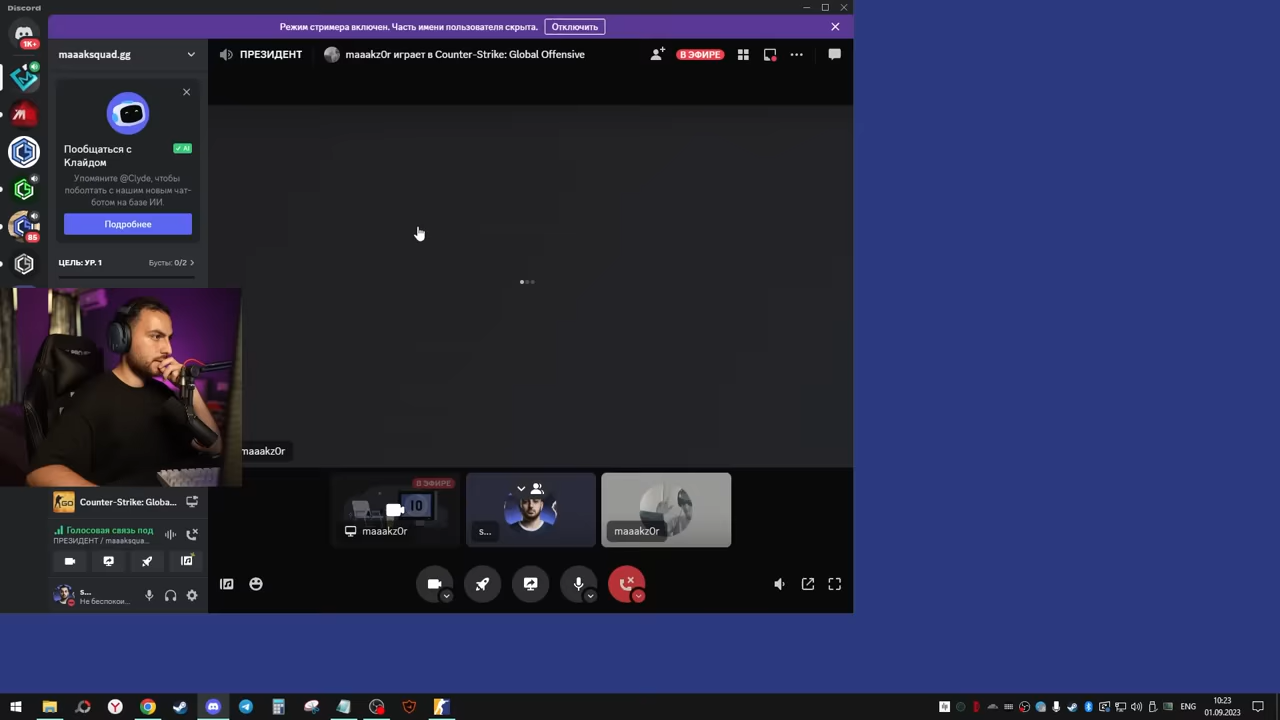 Discord
Режим стримера включен. Часть имени пользователя скрыта.
Отключить
1K+
maaaksquad.gg
ПРЕЗИДЕНТ
maaakz0r играет в Counter-Strike: Global Offensive
В ЭФИРЕ
Пообщаться с
Клайдом
AI
Упомяните @Clyde, чтобы
поболтать с нашим новым чат-
ботом на базе ИИ.
Подробнее
85
ЦЕЛЬ: УР. 1
Бусты: 0/2
maaakz0r
В ЭФИРЕ
10
maaakz0r
s...
maaakz0r
Counter-Strike: Globa...
Голосовая связь под
ПРЕЗИДЕНТ / maaaksqua...
s...
Не беспокои...
ENG
10:23
01.09.2023